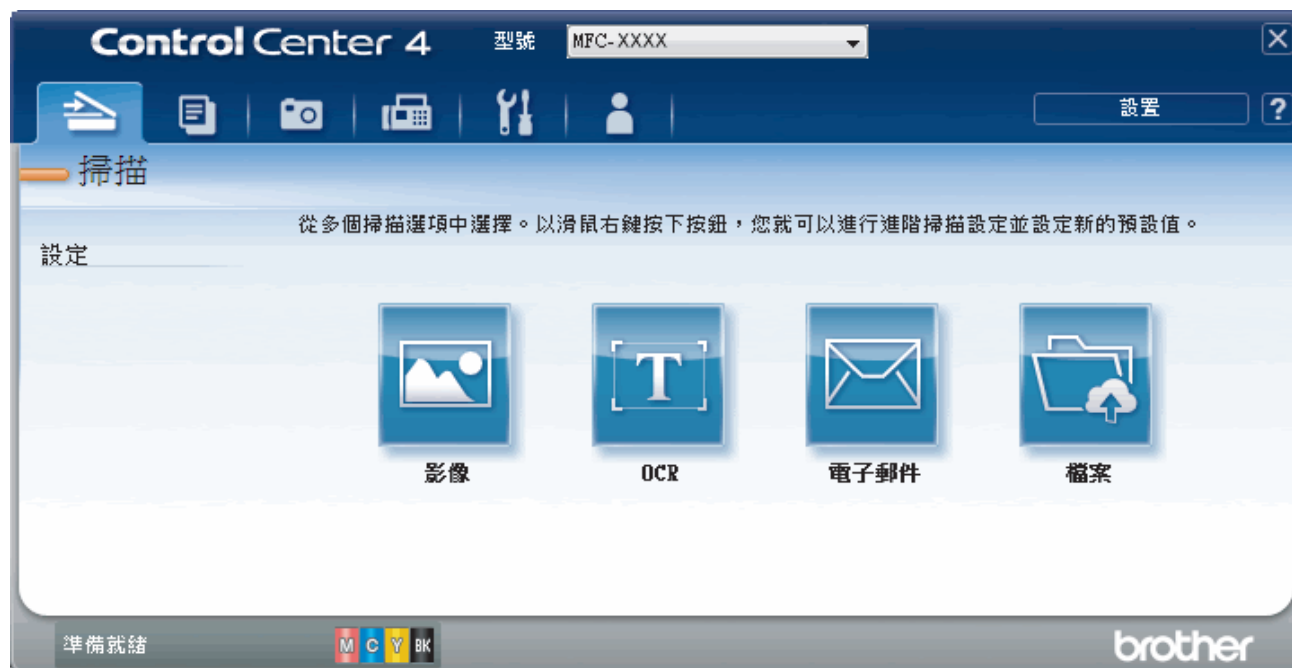 Control Center 4 型號 MFC-XXXX
設置 ?
掃描
從多個掃描選項中選擇。以滑鼠右鍵按下按鈕，您就可以進行進階掃描設定並設定新的預設值。
設定
T
影像 OCR 電子郵件 檔案
準備就緒 M C Y BK brother